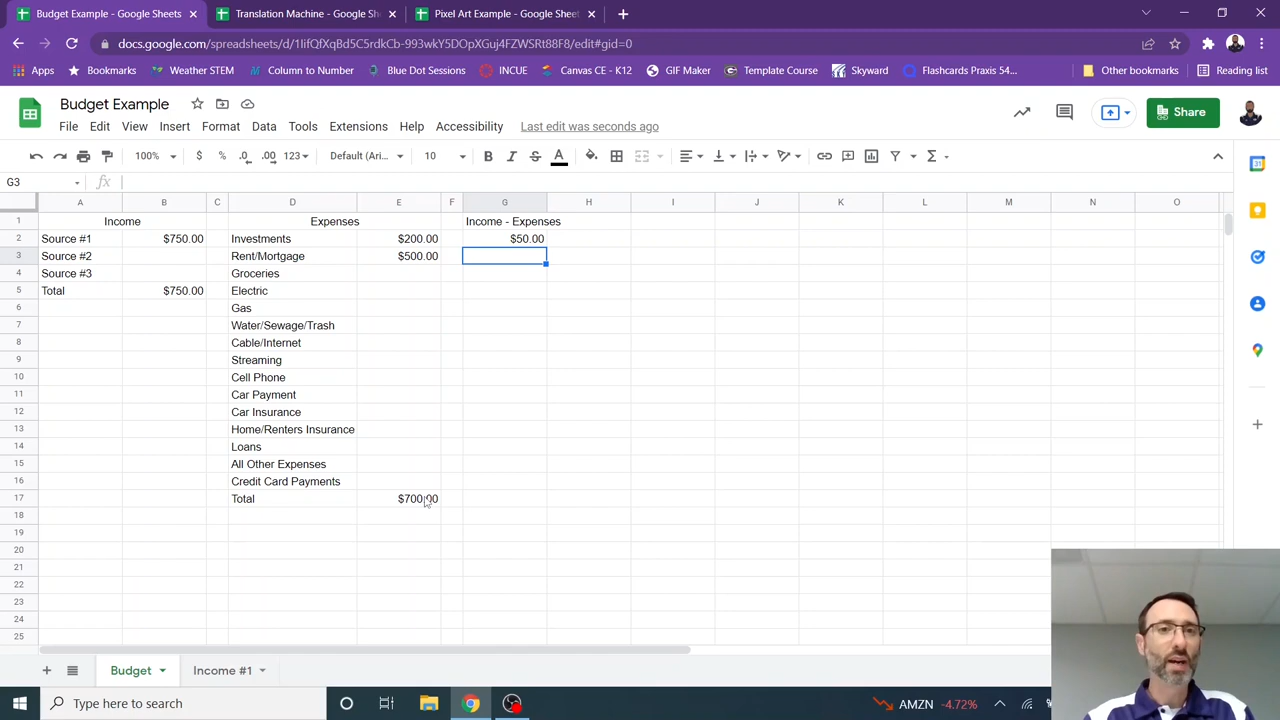 Budget Example - Google Sheets
Translation Machine - Google Sh
Pixel Art Example - Google Sheet
docs.google.com/spreadsheets/d/1IifQfXqBd5C5rdkCb-993wkY5DOpXGuj4FZWSRt88F8/edit#gid=0
Apps Bookmarks Weather STEM Column to Number Blue Dot Sessions INCUE Canvas CE - K12 GIF Maker Template Course Skyward Flashcards Praxis 54... Other bookmarks Reading list
Budget Example
File Edit View Insert Format Data Tools Extensions Help Accessibility Last edit was seconds ago
Share
100% $ % .0 .00 123 Default (Ari... 10 B I S A Σ
G3 fx
A B C D E F G H I J K L M N O
1 Income Expenses Income - Expenses
2 Source #1 $750.00 Investments $200.00 $50.00
3 Source #2 Rent/Mortgage $500.00
4 Source #3 Groceries
5 Total $750.00 Electric
6 Gas
7 Water/Sewage/Trash
8 Cable/Internet
9 Streaming
10 Cell Phone
11 Car Payment
12 Car Insurance
13 Home/Renters Insurance
14 Loans
15 All Other Expenses
16 Credit Card Payments
17 Total $700.00
18
19
20
21
22
23
24
25
Budget Income #1
Type here to search
AMZN -4.72%